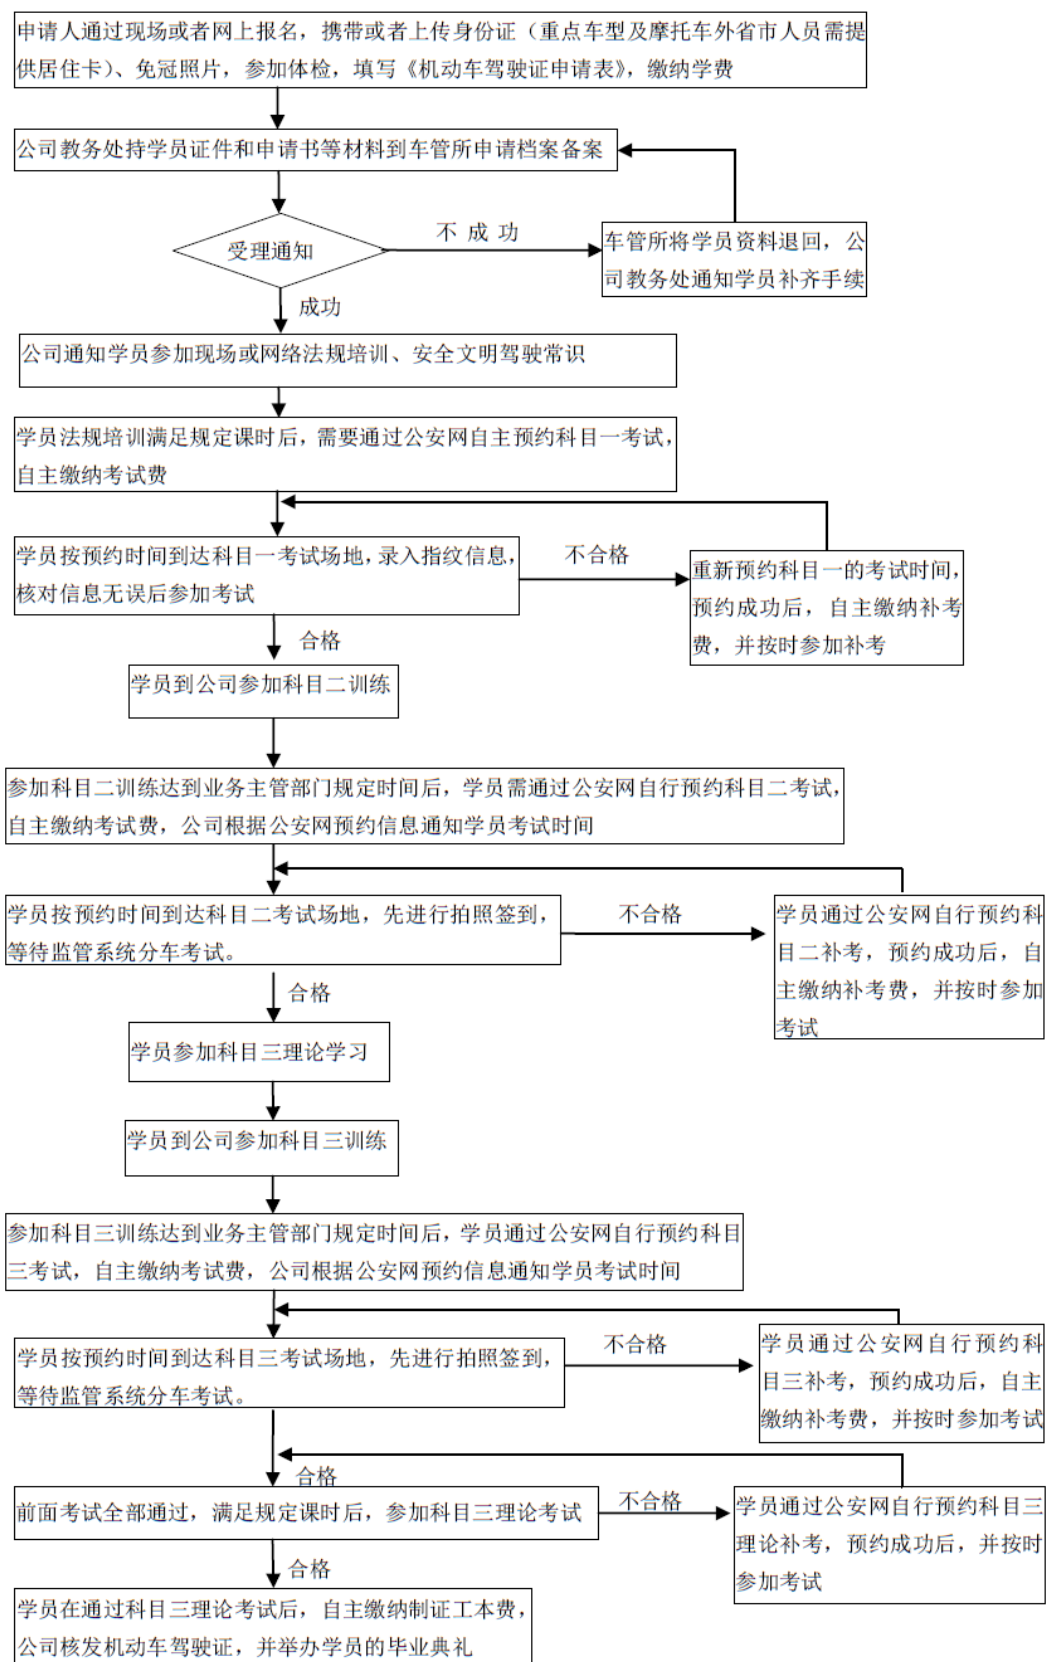 申请人通过现场或者网上报名，携带或者上传身份证（重点车型及摩托车外省市人员需提
供居住卡）、免冠照片，参加体检，填写《机动车驾驶证申请表》，缴纳学费
公司教务处持学员证件和申请书等材料到车管所申请档案备案
受理通知
不 成 功
车管所将学员资料退回，公
司教务处通知学员补齐手续
成功
公司通知学员参加现场或网络法规培训、安全文明驾驶常识
学员法规培训满足规定课时后，需要通过公安网自主预约科目一考试，
自主缴纳考试费
学员按预约时间到达科目一考试场地，录入指纹信息，
核对信息无误后参加考试
不合格
重新预约科目一的考试时间，
预约成功后，自主缴纳补考
费，并按时参加补考
合格
学员到公司参加科目二训练
参加科目二训练达到业务主管部门规定时间后，学员需通过公安网自行预约科目二考试，
自主缴纳考试费，公司根据公安网预约信息通知学员考试时间
学员按预约时间到达科目二考试场地，先进行拍照签到，
等待监管系统分车考试。
不合格
学员通过公安网自行预约科
目二补考，预约成功后，自
主缴纳补考费，并按时参加
考试
合格
学员参加科目三理论学习
学员到公司参加科目三训练
参加科目三训练达到业务主管部门规定时间后，学员通过公安网自行预约科目
三考试，自主缴纳考试费，公司根据公安网预约信息通知学员考试时间
学员按预约时间到达科目三考试场地，先进行拍照签到，
等待监管系统分车考试。
不合格
学员通过公安网自行预约科
目三补考，预约成功后，自主
缴纳补考费，并按时参加考试
合格
前面考试全部通过，满足规定课时后，参加科目三理论考试
不合格
学员通过公安网自行预约科目三
理论补考，预约成功后，并按时
参加考试
合格
学员在通过科目三理论考试后，自主缴纳制证工本费，
公司核发机动车驾驶证，并举办学员的毕业典礼